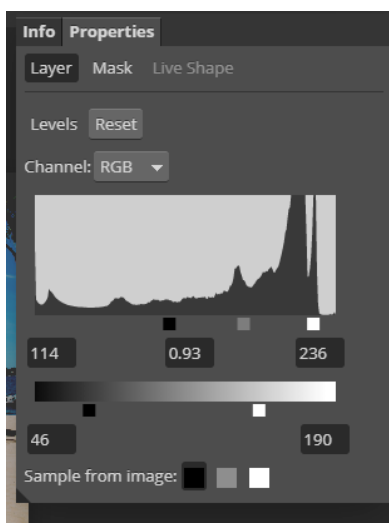 Info Properties
Layer Mask Live Shape
Levels Reset
Channel: RGB
114 0.93 236
46 190
Sample from image: